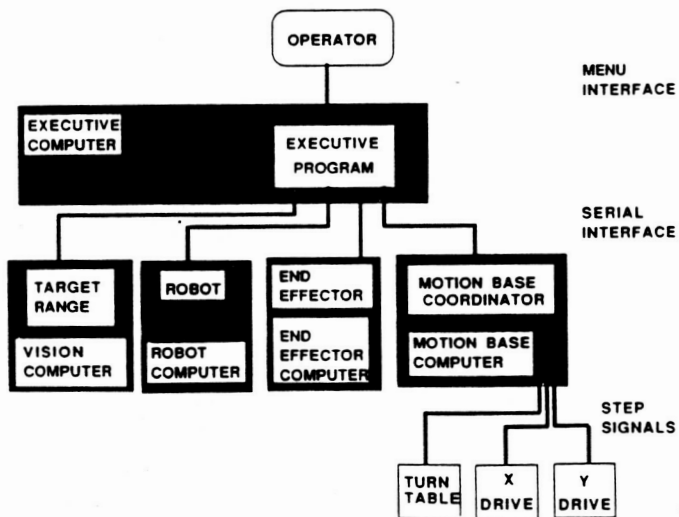 OPERATOR
MENU
INTERFACE
EXECUTIVE
COMPUTER
EXECUTIVE
PROGRAM
SERIAL
INTERFACE
TARGET
RANGE
VISION
COMPUTER
ROBOT
ROBOT
COMPUTER
END
EFFECTOR
END
EFFECTOR
COMPUTER
MOTION BASE
COORDINATOR
MOTION BASE
COMPUTER
STEP
SIGNALS
TURN
TABLE
X
DRIVE
Y
DRIVE